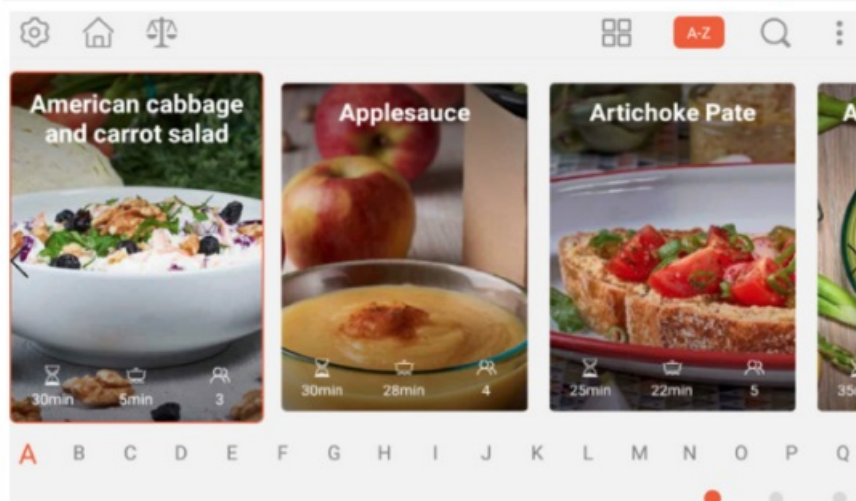 A-Z
American cabbage
and carrot salad
Applesauce
Artichoke Pate
A
30min 5min 3
30min 28min 4
25min 22min 5
A B C D E F G H I J K L M N O P Q